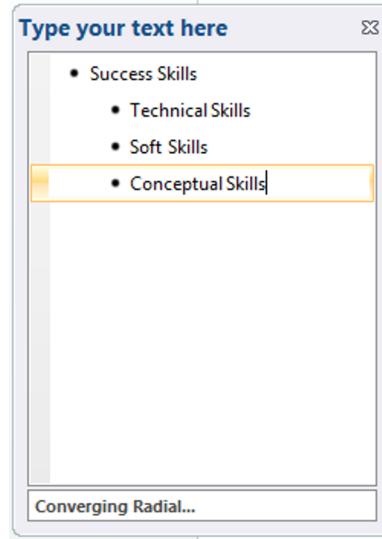 Type your text here
• Success Skills
• Technical Skills
• Soft Skills
• Conceptual Skills
Converging Radial...